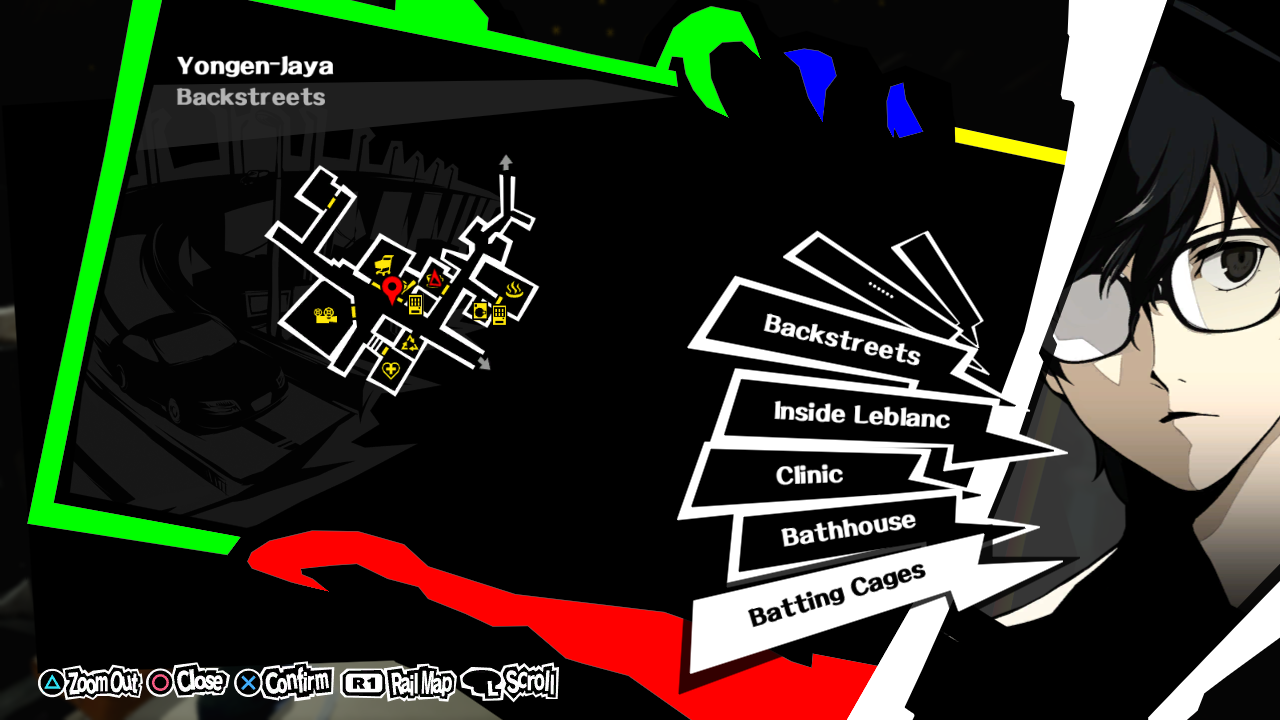 Yongen-Jaya
Backstreets
......
Backstreets
Inside Leblanc
Clinic
Bathhouse
Batting Cages
Zoom Out Close Confirm R1 Rail Map L Scroll